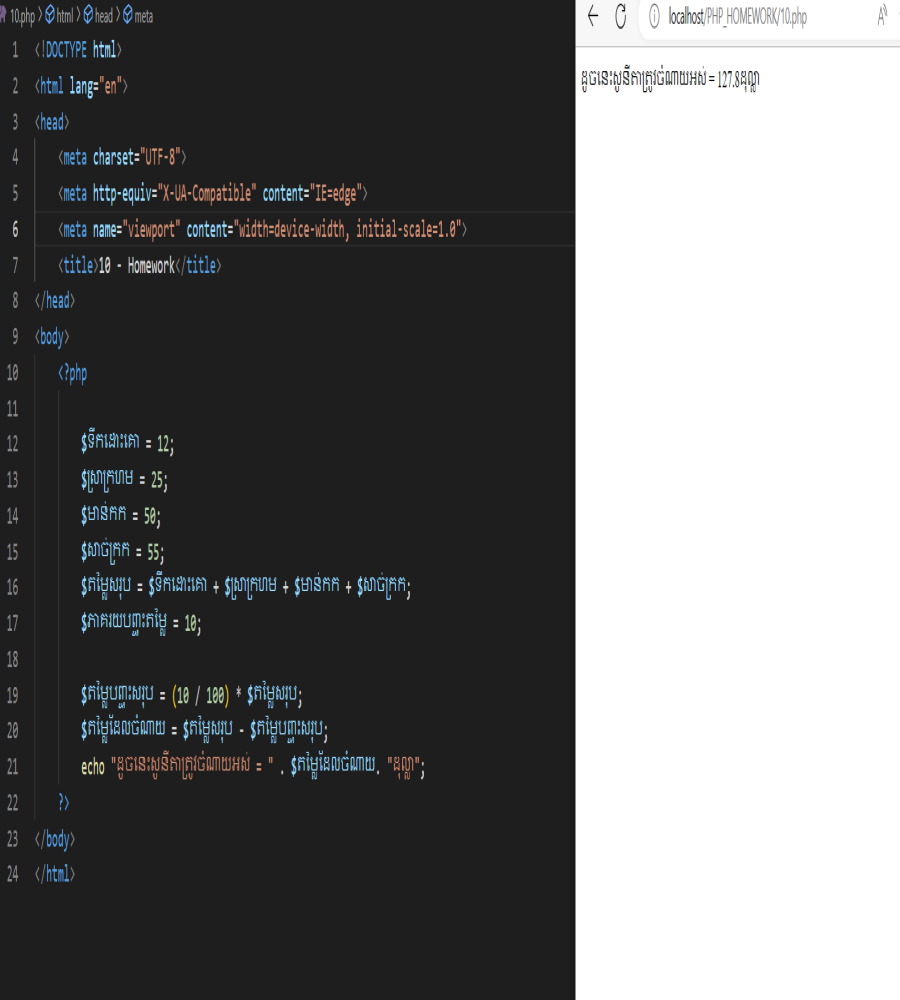 10.php > html > head > meta
1 <!DOCTYPE html>
2 <html lang="en">
3 <head>
4 <meta charset="UTF-8">
5 <meta http-equiv="X-UA-Compatible" content="IE=edge">
6 <meta name="viewport" content="width=device-width, initial-scale=1.0">
7 <title>10 - Homework</title>
8 </head>
9 <body>
10 <?php
11
12 $ទឹកដោះគោ = 12;
13 $ស្រាក្រហម = 25;
14 $មាន់កក = 50;
15 $សាច់ក្រក = 55;
16 $តម្លៃសរុប = $ទឹកដោះគោ + $ស្រាក្រហម + $មាន់កក + $សាច់ក្រក;
17 $ភាគរយបញ្ចុះតម្លៃ = 10;
18
19 $តម្លៃបញ្ចុះសរុប = (10 / 100) * $តម្លៃសរុប;
20 $តម្លៃដែលចំណាយ = $តម្លៃសរុប - $តម្លៃបញ្ចុះសរុប;
21 echo "ដូចនេះសូនីតាត្រូវចំណាយអស់ = " . $តម្លៃដែលចំណាយ. "ដុល្លា";
22 ?>
23 </body>
24 </html>
localhost/PHP_HOMEWORK/10.php
ដូចនេះសូនីតាត្រូវចំណាយអស់ = 127.8ដុល្លា